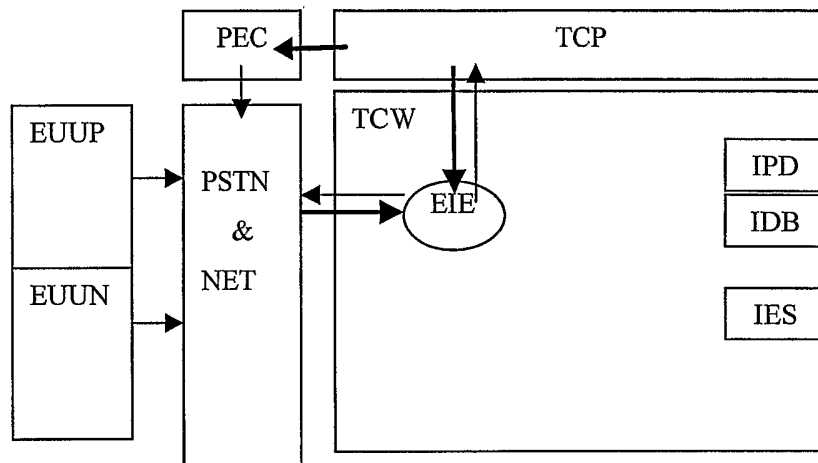 PEC
TCP
EUUP
PSTN
&
NET
TCW
EIE
IPD
IDB
EUUN
IES